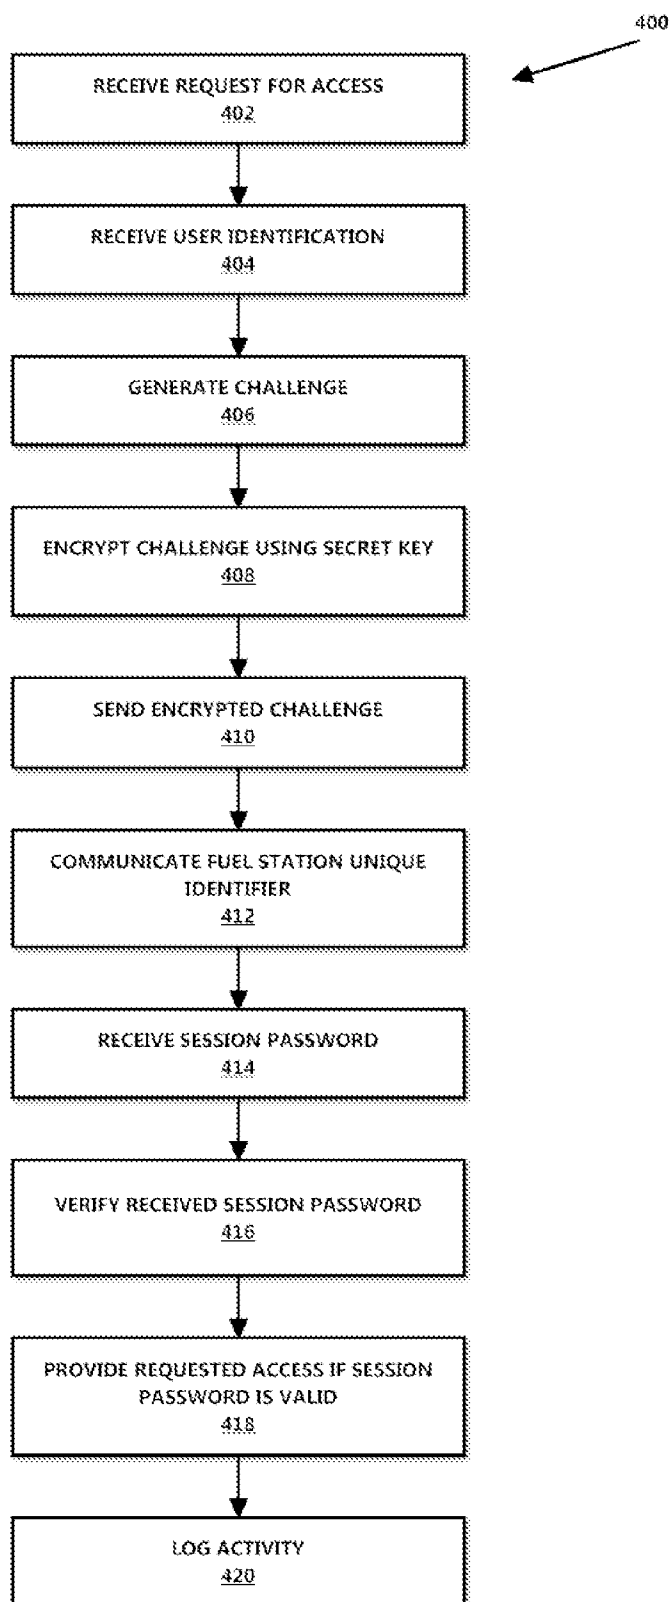 400
RECEIVE REQUEST FOR ACCESS
402
RECEIVE USER IDENTIFICATION
404
GENERATE CHALLENGE
406
ENCRYPT CHALLENGE USING SECRET KEY
408
SEND ENCRYPTED CHALLENGE
410
COMMUNICATE FUEL STATION UNIQUE
IDENTIFIER
412
RECEIVE SESSION PASSWORD
414
VERIFY RECEIVED SESSION PASSWORD
416
PROVIDE REQUESTED ACCESS IF SESSION
PASSWORD IS VALID
418
LOG ACTIVITY
420